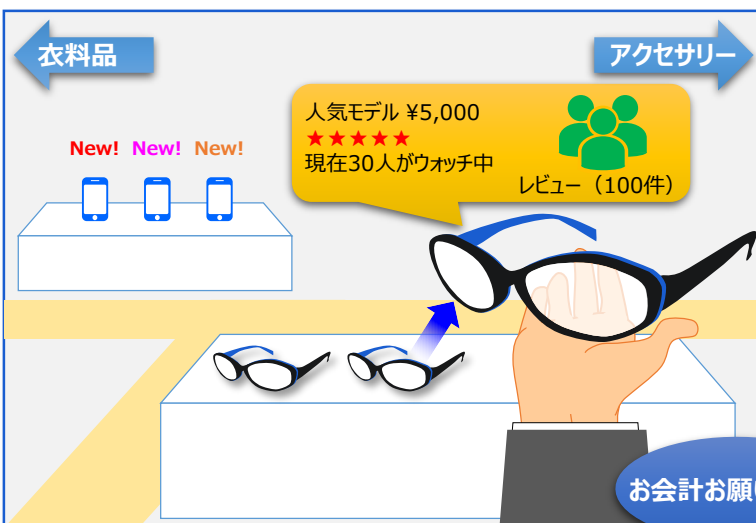 衣料品
アクセサリー
人気モデル ¥5,000
★★★★★
現在30人がウォッチ中
レビュー（100件）
New! New! New!
お会計お願